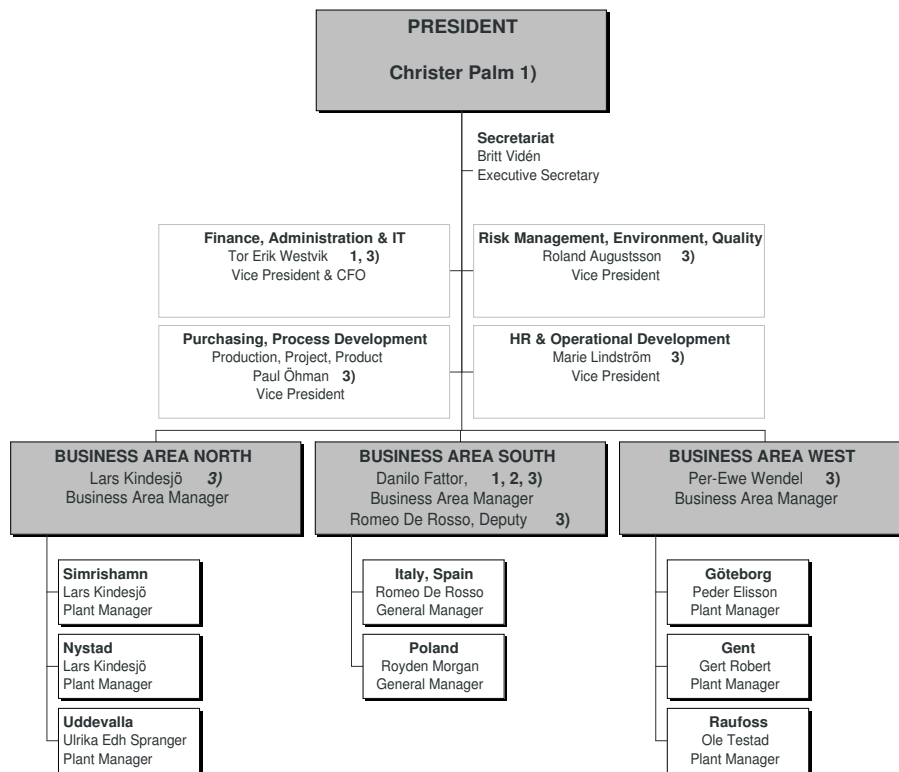 PRESIDENT
Christer Palm 1)
Secretariat
Britt Vidén
Executive Secretary
Finance, Administration & IT
Tor Erik Westvik 1, 3)
Vice President & CFO
Risk Management, Environment, Quality
Roland Augustsson 3)
Vice President
Purchasing, Process Development
Production, Project, Product
Paul Öhman 3)
Vice President
HR & Operational Development
Marie Lindström 3)
Vice President
BUSINESS AREA NORTH
Lars Kindesjö 3)
Business Area Manager
BUSINESS AREA SOUTH
Danilo Fattor, 1, 2, 3)
Business Area Manager
Romeo De Rosso, Deputy 3)
BUSINESS AREA WEST
Per-Ewe Wendel 3)
Business Area Manager
Simrishamn
Lars Kindesjö
Plant Manager
Nystad
Lars Kindesjö
Plant Manager
Uddevalla
Ulrika Edh Spranger
Plant Manager
Italy, Spain
Romeo De Rosso
General Manager
Poland
Royden Morgan
General Manager
Göteborg
Peder Elisson
Plant Manager
Gent
Gert Robert
Plant Manager
Raufoss
Ole Testad
Plant Manager